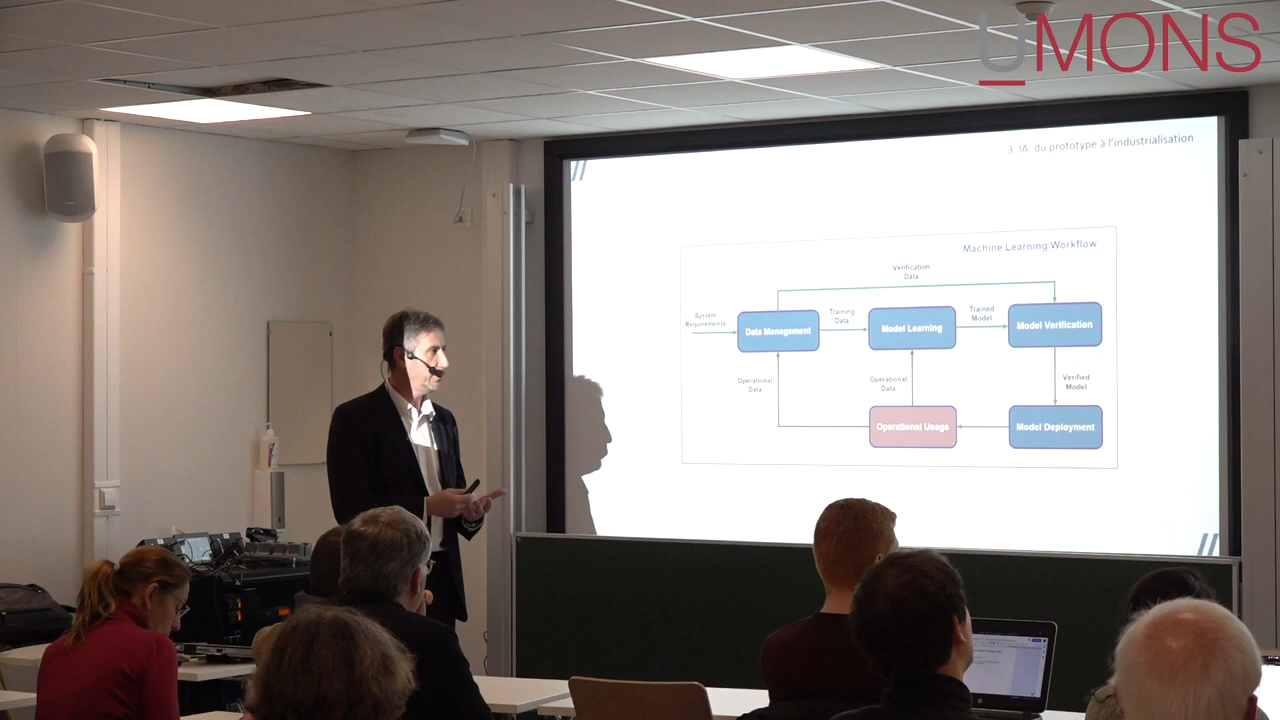 UMONS
3. IA: du prototype à l'industrialisation
Machine Learning Workflow
Verification
Data
System
Requirements
Data Management
Training
Data
Model Learning
Trained
Model
Model Verification
Operational
Data
Operational
Data
Verified
Model
Operational Usage
Model Deployment